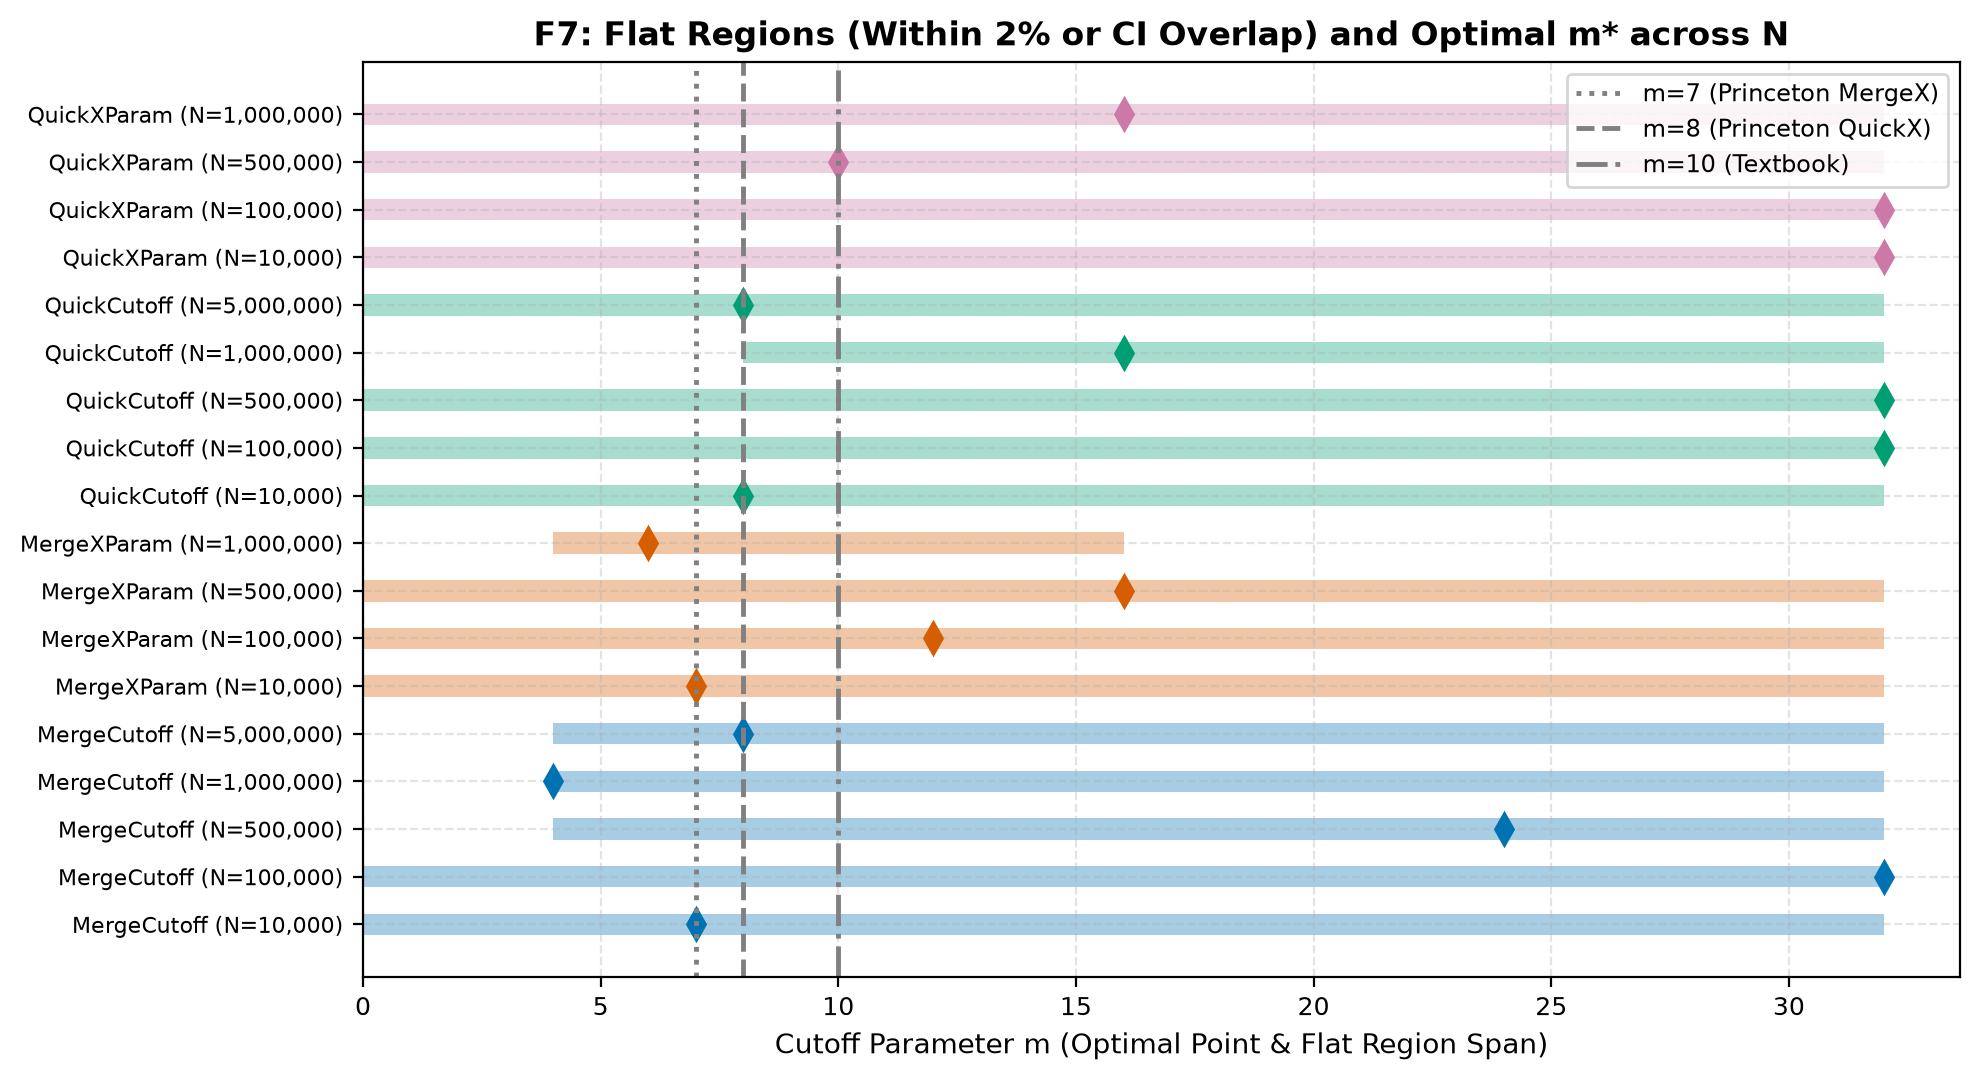 F7: Flat Regions (Within 2% or CI Overlap) and Optimal m* across N
m=7 (Princeton MergeX)
m=8 (Princeton QuickX)
m=10 (Textbook)
QuickXParam (N=1,000,000)
QuickXParam (N=500,000)
QuickXParam (N=100,000)
QuickXParam (N=10,000)
QuickCutoff (N=5,000,000)
QuickCutoff (N=1,000,000)
QuickCutoff (N=500,000)
QuickCutoff (N=100,000)
QuickCutoff (N=10,000)
MergeXParam (N=1,000,000)
MergeXParam (N=500,000)
MergeXParam (N=100,000)
MergeXParam (N=10,000)
MergeCutoff (N=5,000,000)
MergeCutoff (N=1,000,000)
MergeCutoff (N=500,000)
MergeCutoff (N=100,000)
MergeCutoff (N=10,000)
0 5 10 15 20 25 30
Cutoff Parameter m (Optimal Point & Flat Region Span)